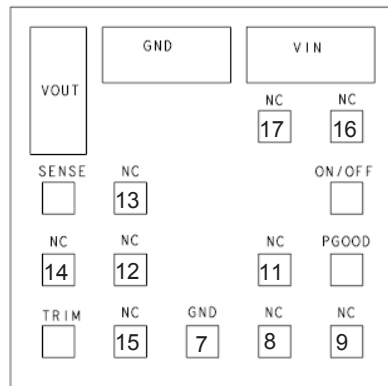 GND VIN
VOUT
NC NC
17 16
SENSE NC ON/OFF
13
NC NC NC PGOOD
14 12 11
TRIM NC GND NC NC
15 7 8 9